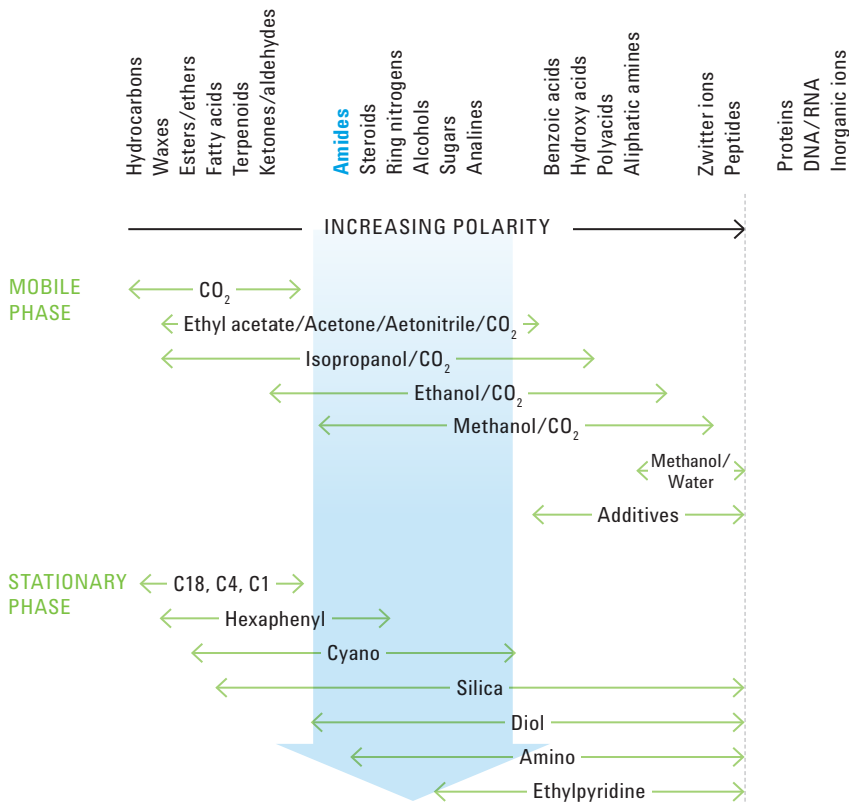 Hydrocarbons
Waxes
Esters/ethers
Fatty acids
Terpenoids
Ketones/aldehydes
Amides
Steroids
Ring nitrogens
Alcohols
Sugars
Analines
Benzoic acids
Hydroxy acids
Polyacids
Aliphatic amines
Zwitter ions
Peptides
Proteins
DNA/RNA
Inorganic ions
INCREASING POLARITY
MOBILE
PHASE
CO₂
Ethyl acetate/Acetone/Aetonitrile/CO₂
Isopropanol/CO₂
Ethanol/CO₂
Methanol/CO₂
Methanol/
Water
Additives
STATIONARY
PHASE
C18, C4, C1
Hexaphenyl
Cyano
Silica
Diol
Amino
Ethylpyridine